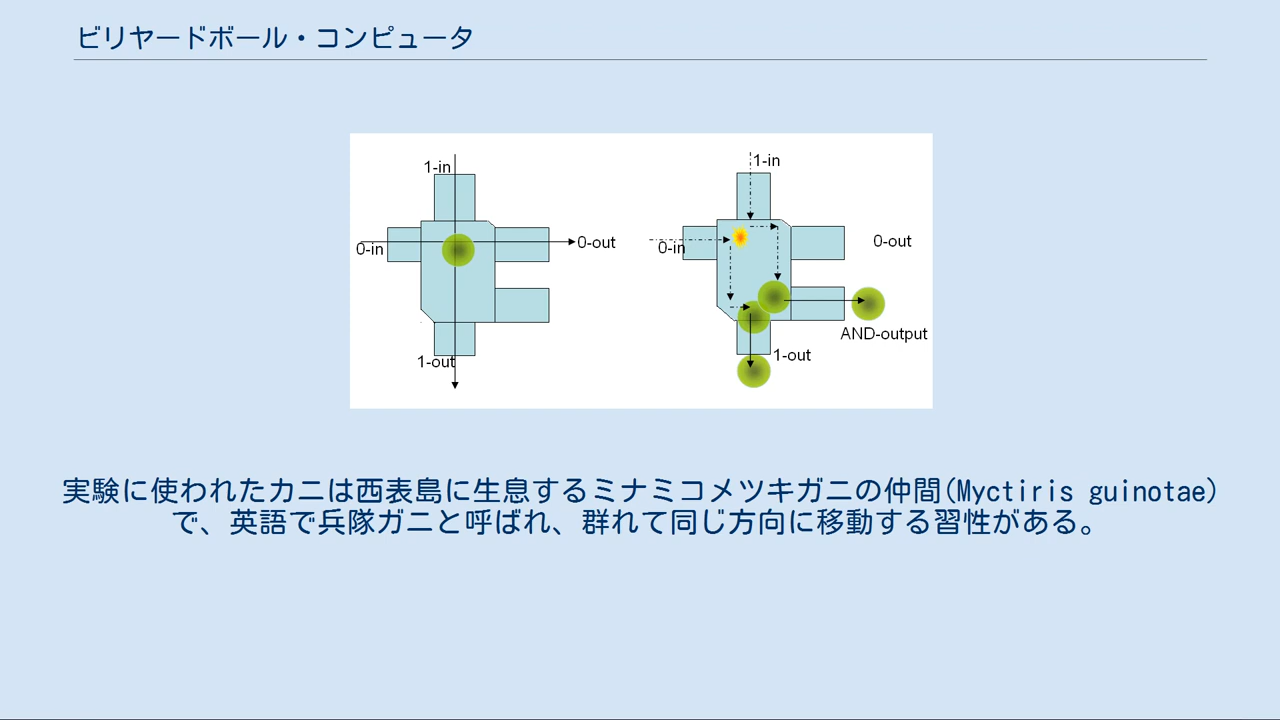 ビリヤードボール・コンピュータ
1-in
0-in
0-out
1-out
1-in
0-in
0-out
AND-output
1-out
実験に使われたカニは西表島に生息するミナミコメツキガニの仲間(Myctiris guinotae)
で、英語で兵隊ガニと呼ばれ、群れて同じ方向に移動する習性がある。